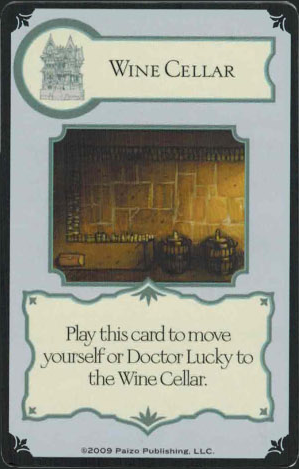 WINE CELLAR
Play this card to move
yourself or Doctor Lucky to
the Wine Cellar.
©2009 Paizo Publishing, LLC.